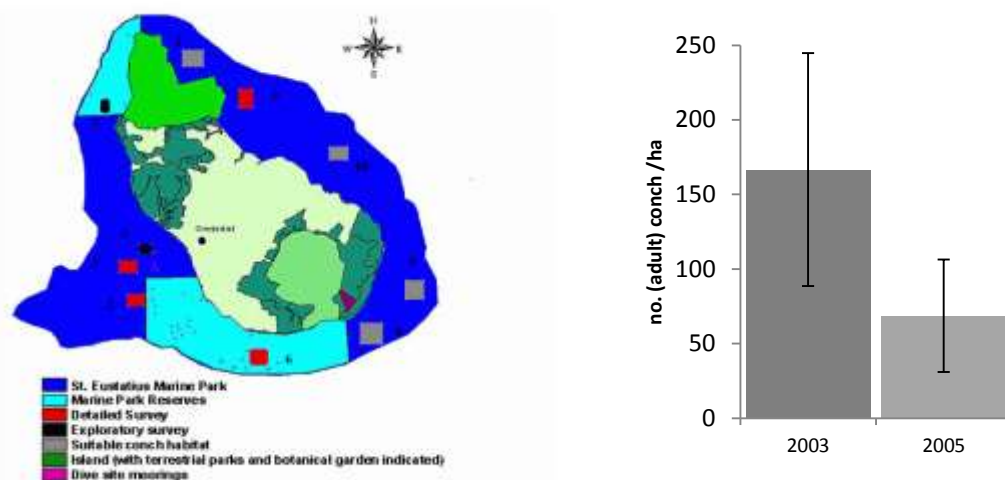 N
W E
S
Oranjestad
St. Eustatius Marine Park
Marine Park Reserves
Detailed Survey
Exploratory survey
Suitable conch habitat
Island (with terrestrial parks and botanical garden indicated)
Dive site moorings
no. (adult) conch /ha
250
200
150
100
50
0
2003 2005